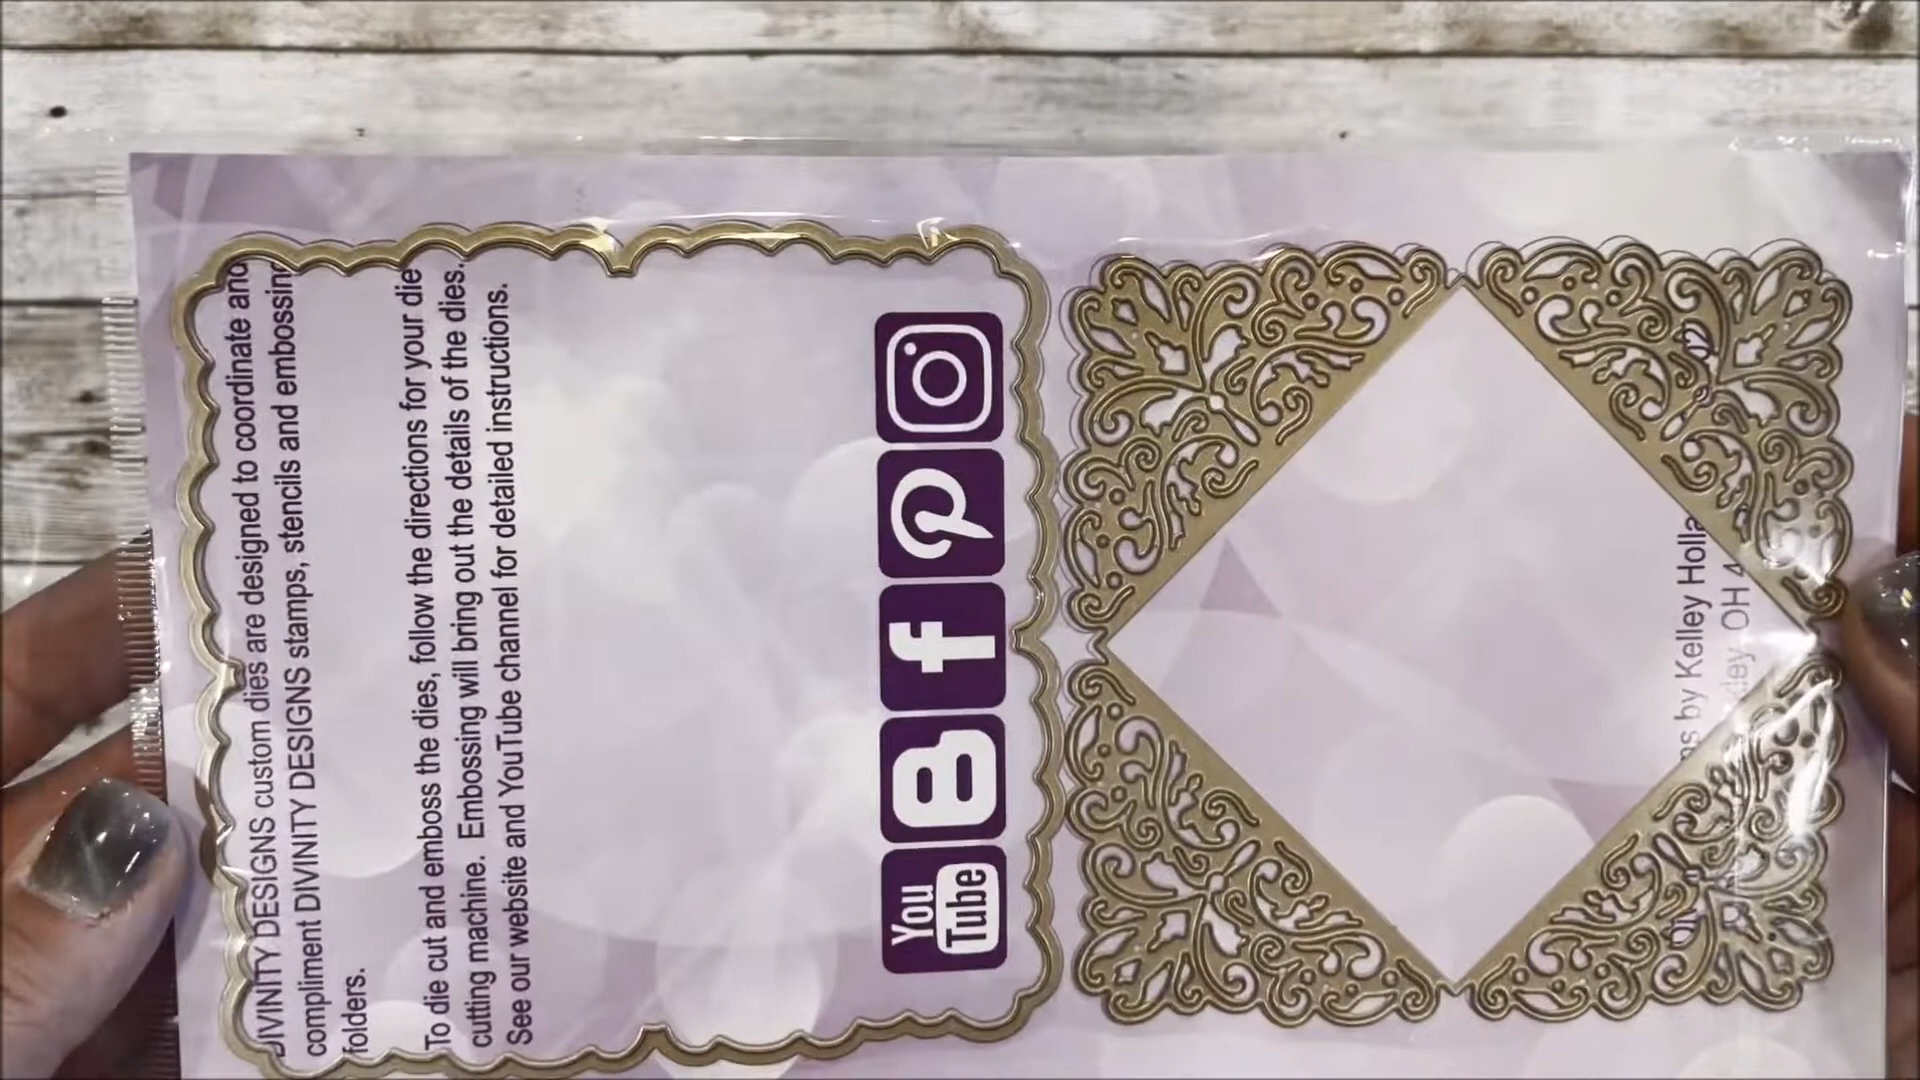 DIVINITY DESIGNS custom dies are designed to coordinate and
compliment DIVINITY DESIGNS stamps, stencils and embossing
folders.
To die cut and emboss the dies, follow the directions for your die
cutting machine. Embossing will bring out the details of the dies.
See our website and YouTube channel for detailed instructions.
You
Tube
by Kelley
OH